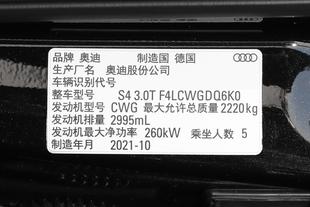 品牌 奥迪 制造国 德国
生产厂名 奥迪股份公司
车辆识别代号
整车型号 S4 3.0T F4LCWGDQ6K0
发动机型号 CWG 最大允许总质量 2220kg
发动机排量 2995mL
发动机最大净功率 260kW 乘坐人数 5
制造年月 2021-10